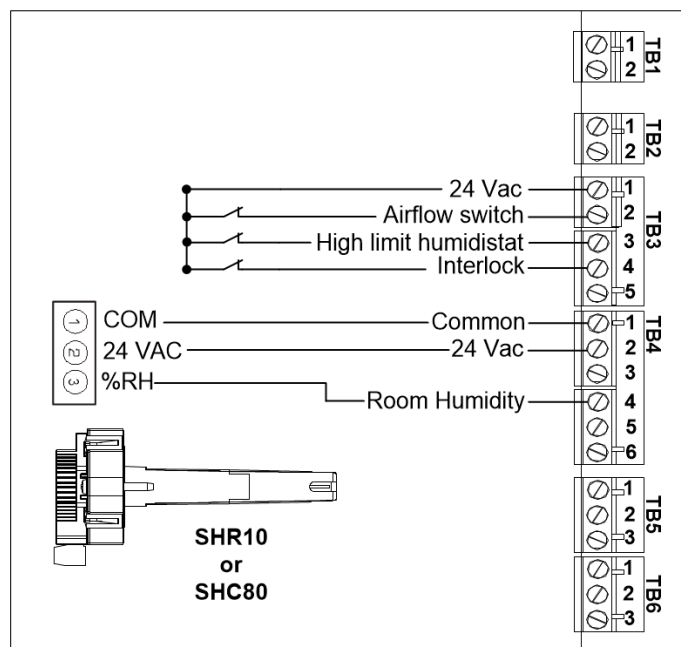 1
2
TB1
1
2
TB2
24 Vac
1
Airflow switch
2
TB3
High limit humidistat
3
Interlock
4
5
1 COM
Common
1
TB4
2 24 VAC
24 Vac
2
3 %RH
3
Room Humidity
4
5
6
SHR10
or
SHC80
1
2
3
TB5
1
2
3
TB6